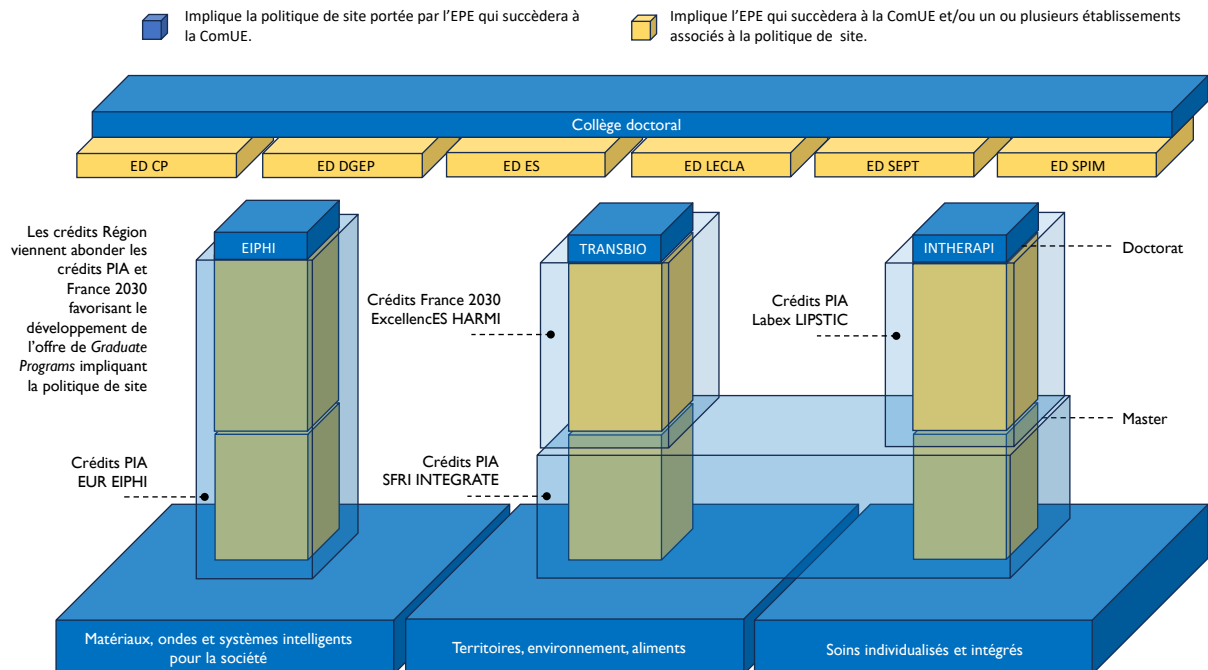 Implique la politique de site portée par l'EPE qui succèdera à
la ComUE.
Implique l'EPE qui succèdera à la ComUE et/ou un ou plusieurs établissements
associés à la politique de site.
Collège doctoral
ED CP
ED DGEP
ED ES
ED LECLA
ED SEPT
ED SPIM
Les crédits Région
viennent abonder les
crédits PIA et
France 2030
favorisant le
développement de
l'offre de Graduate
Programs impliquant
la politique de site
EIPHI
TRANSBIO
INTHERAPI
Doctorat
Crédits France 2030
ExcellencES HARMI
Crédits PIA
Labex LIPSTIC
Master
Crédits PIA
EUR EIPHI
Crédits PIA
SFRI INTEGRATE
Matériaux, ondes et systèmes intelligents
pour la société
Territoires, environnement, aliments
Soins individualisés et intégrés